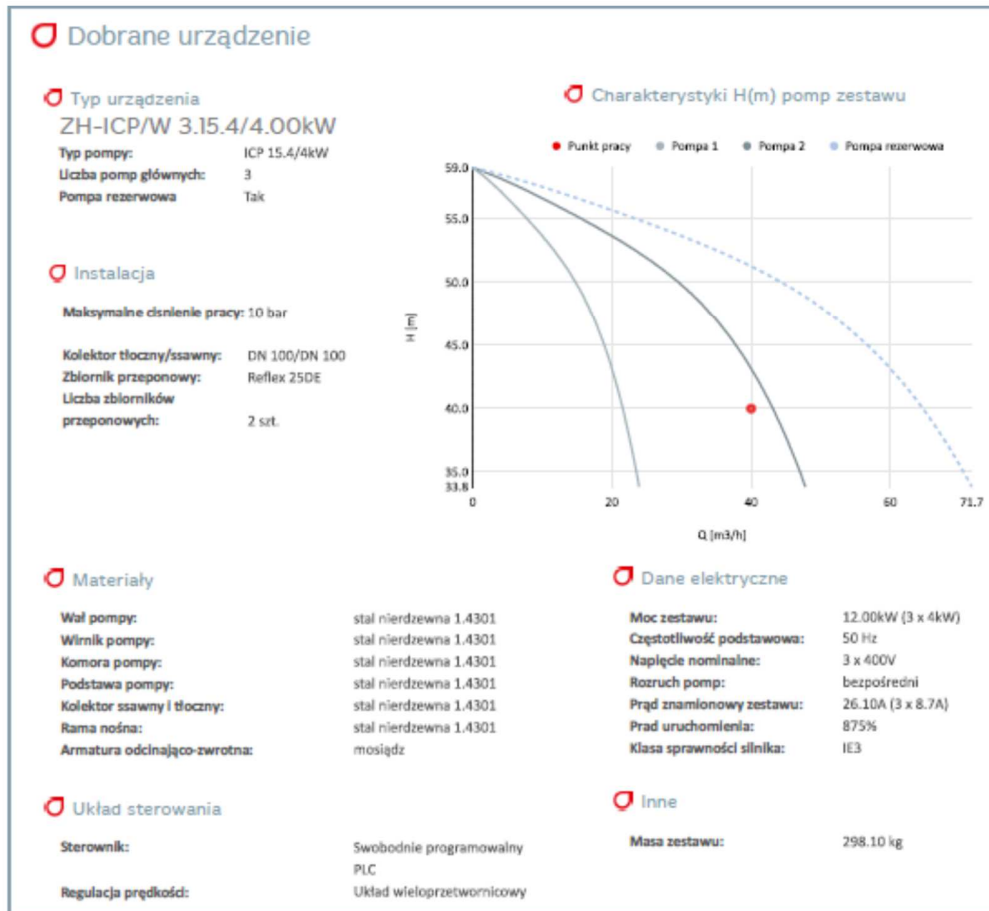 Dobrane urządzenie
Typ urządzenia
ZH-ICP/W 3.15.4/4.00kW
Typ pompy: ICP 15.4/4kW
Liczba pomp głównych: 3
Pompa rezerwowa Tak
Instalacja
Maksymalne cisnienie pracy: 10 bar
Kolektor tłoczny/ssawny: DN 100/DN 100
Zbiornik przeponowy: Reflex 25DE
Liczba zbiorników
przeponowych: 2 szt.
Charakterystyki H(m) pomp zestawu
Punkt pracy Pompa 1 Pompa 2 Pompa rezerwowa
59.0
55.0
50.0
45.0
40.0
35.0
33.8
H [m]
0 20 40 60 71.7
Q [m3/h]
Materiały
Wał pompy: stal nierdzewna 1.4301
Wirnik pompy: stal nierdzewna 1.4301
Komora pompy: stal nierdzewna 1.4301
Podstawa pompy: stal nierdzewna 1.4301
Kolektor ssawny i tłoczny: stal nierdzewna 1.4301
Rama nośna: stal nierdzewna 1.4301
Armatura odcinająco-zwrotna: mosiądz
Dane elektryczne
Moc zestawu: 12.00kW (3 x 4kW)
Częstotliwość podstawowa: 50 Hz
Napięcie nominalne: 3 x 400V
Rozruch pomp: bezpośredni
Prąd znamionowy zestawu: 26.10A (3 x 8.7A)
Prad uruchomienia: 875%
Klasa sprawności silnika: IE3
Układ sterowania
Sterownik: Swobodnie programowalny
PLC
Regulacja prędkości: Układ wieloprzetwornicowy
Inne
Masa zestawu: 298.10 kg